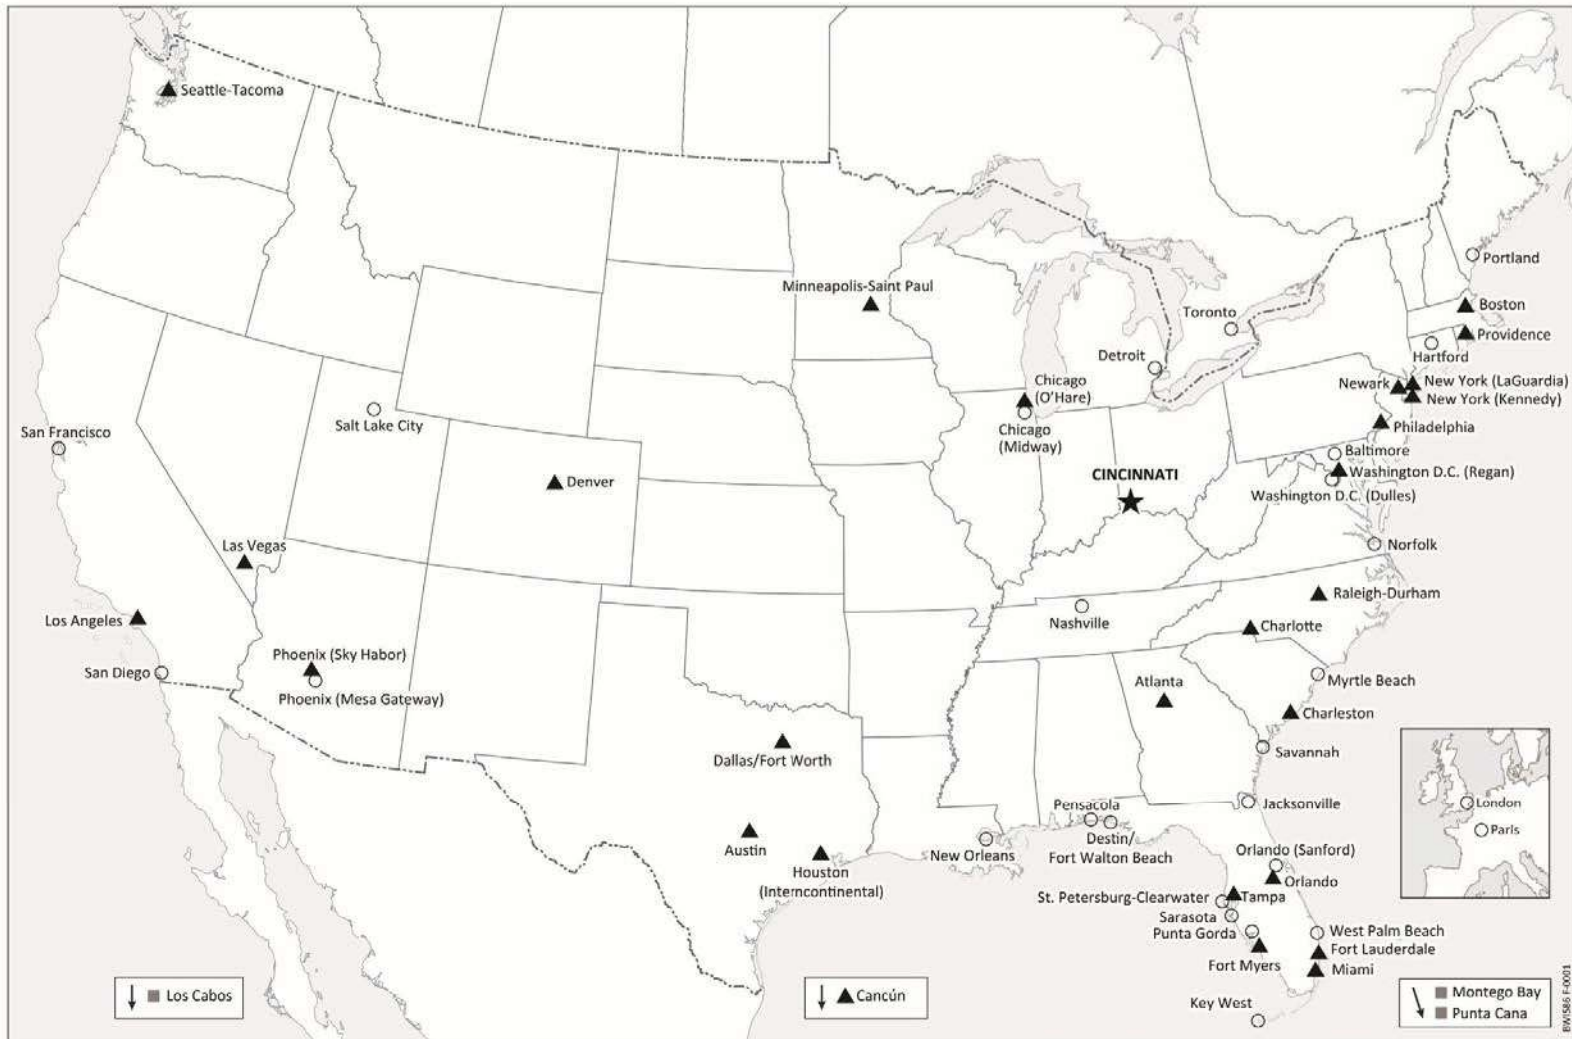 Seattle-Tacoma
Minneapolis-Saint Paul
Portland
Boston
Toronto
Providence
Hartford
Detroit
Chicago
(O'Hare)
Newark
New York (LaGuardia)
New York (Kennedy)
Chicago
(Midway)
Salt Lake City
San Francisco
Philadelphia
Baltimore
Washington D.C. (Regan)
CINCINNATI
Denver
Washington D.C. (Dulles)
Las Vegas
Norfolk
Raleigh-Durham
Los Angeles
Nashville
Charlotte
Phoenix (Sky Habor)
San Diego
Phoenix (Mesa Gateway)
Myrtle Beach
Atlanta
Charleston
Dallas/Fort Worth
Savannah
Pensacola
Jacksonville
London
Paris
Austin
Destin/
Fort Walton Beach
New Orleans
Orlando (Sanford)
Houston
(Interncontinental)
Orlando
St. Petersburg-Clearwater
Tampa
Sarasota
Punta Gorda
West Palm Beach
Fort Lauderdale
Fort Myers
Miami
Key West
Los Cabos
Cancún
Montego Bay
Punta Cana
BWIS86 F-0001